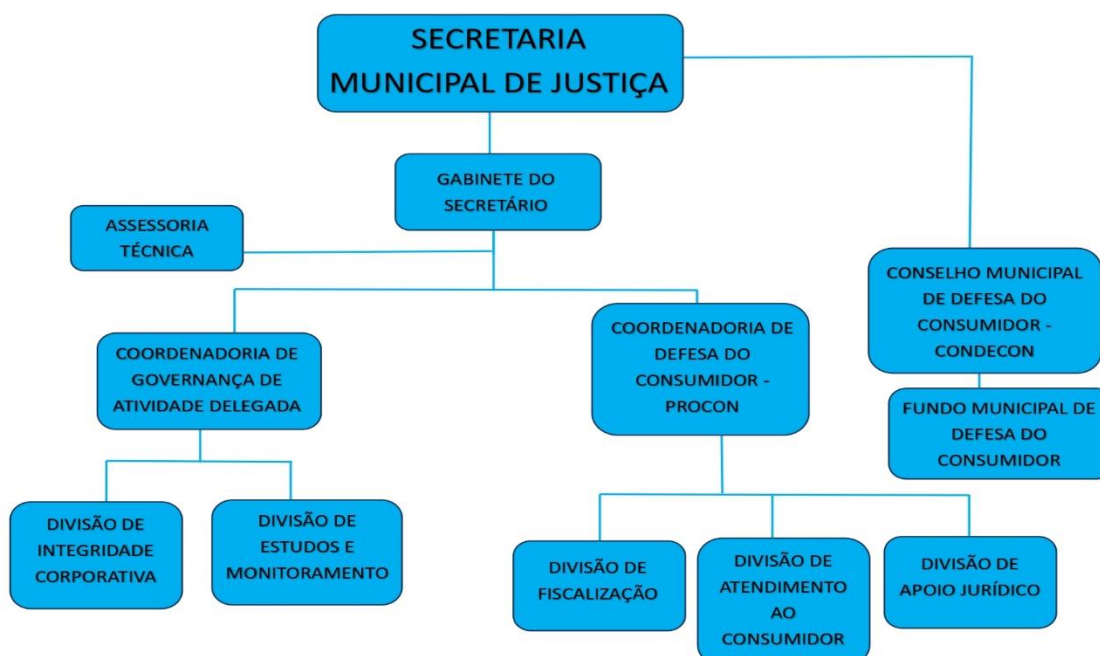 SECRETARIA
MUNICIPAL DE JUSTIÇA
GABINETE DO
SECRETÁRIO
ASSESSORIA
TÉCNICA
CONSELHO MUNICIPAL
DE DEFESA DO
CONSUMIDOR -
CONDECON
COORDENADORIA DE
GOVERNANÇA DE
ATIVIDADE DELEGADA
COORDENADORIA DE
DEFESA DO
CONSUMIDOR -
PROCON
FUNDO MUNICIPAL DE
DEFESA DO
CONSUMIDOR
DIVISÃO DE
INTEGRIDADE
CORPORATIVA
DIVISÃO DE
ESTUDOS E
MONITORAMENTO
DIVISÃO DE
FISCALIZAÇÃO
DIVISÃO DE
ATENDIMENTO
AO
CONSUMIDOR
DIVISÃO DE
APOIO JURÍDICO